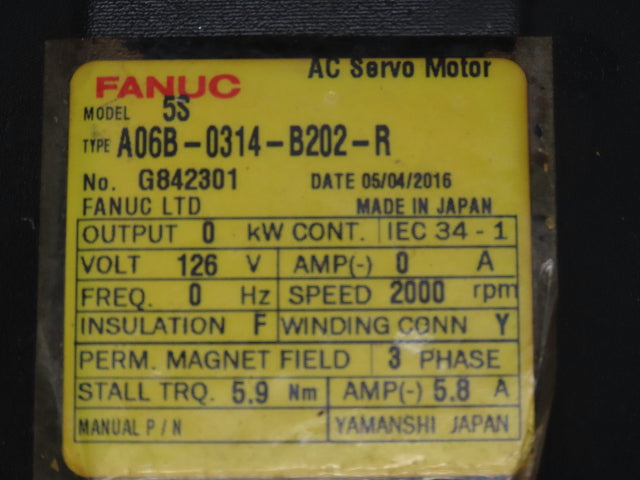 AC Servo Motor
FANUC
MODEL 5S
TYPE A06B-0314-B202-R
No. G842301 DATE 05/04/2016
FANUC LTD MADE IN JAPAN
OUTPUT 0 kW CONT. IEC 34-1
VOLT 126 V AMP(~) 0 A
FREQ. 0 Hz SPEED 2000 rpm
INSULATION F WINDING CONN Y
PERM. MAGNET FIELD 3 PHASE
STALL TRQ. 5.9 Nm AMP(~) 5.8 A
MANUAL P/N YAMANSHI JAPAN